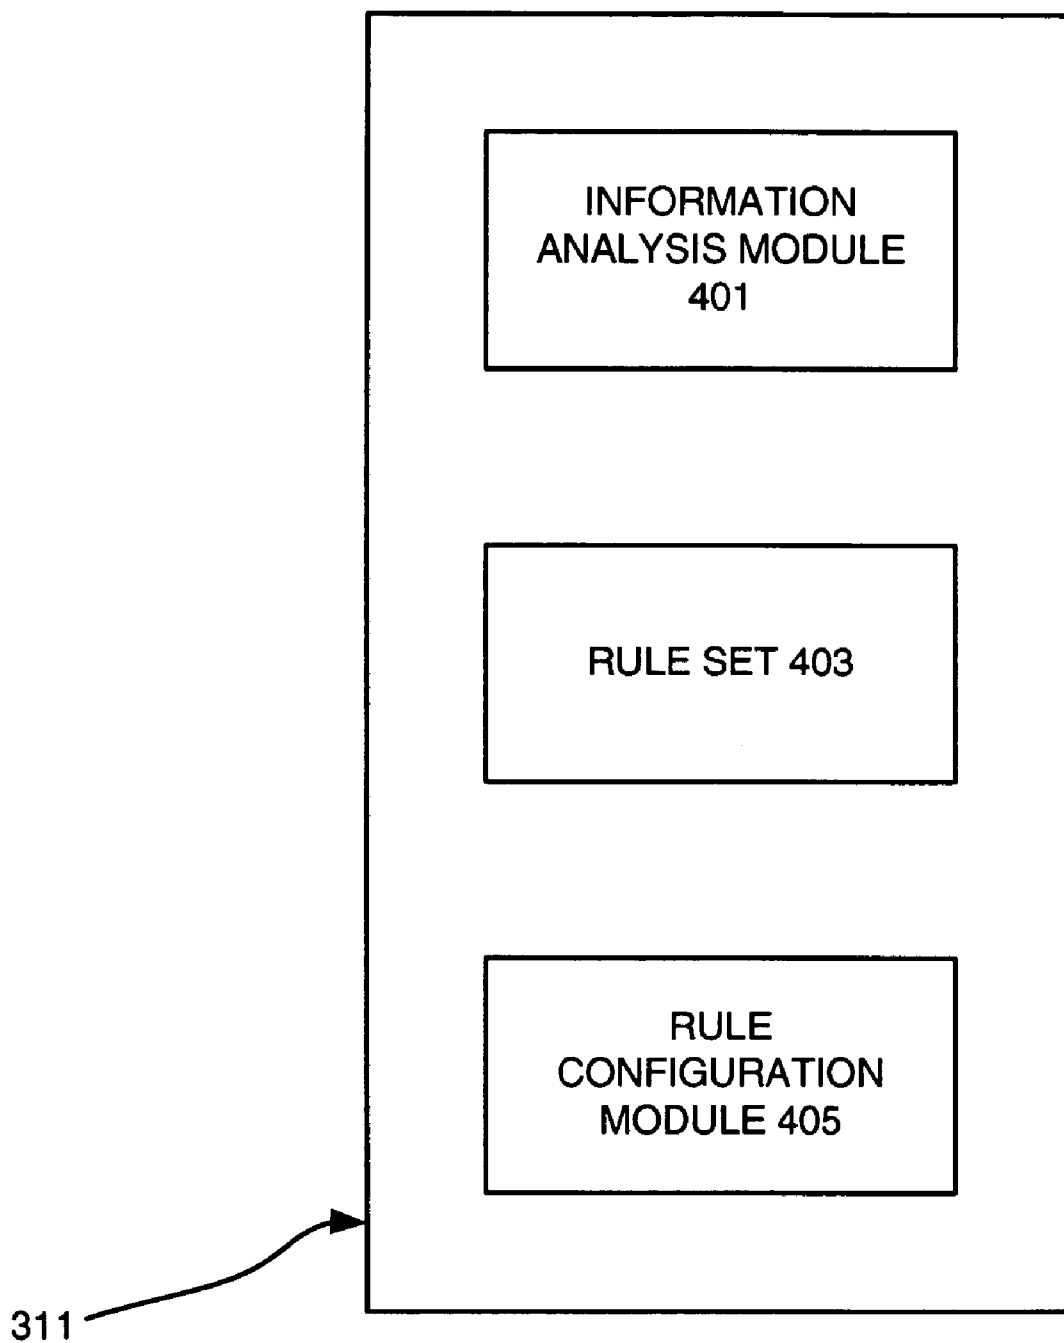 INFORMATION
ANALYSIS MODULE
401
RULE SET 403
RULE
CONFIGURATION
MODULE 405
311